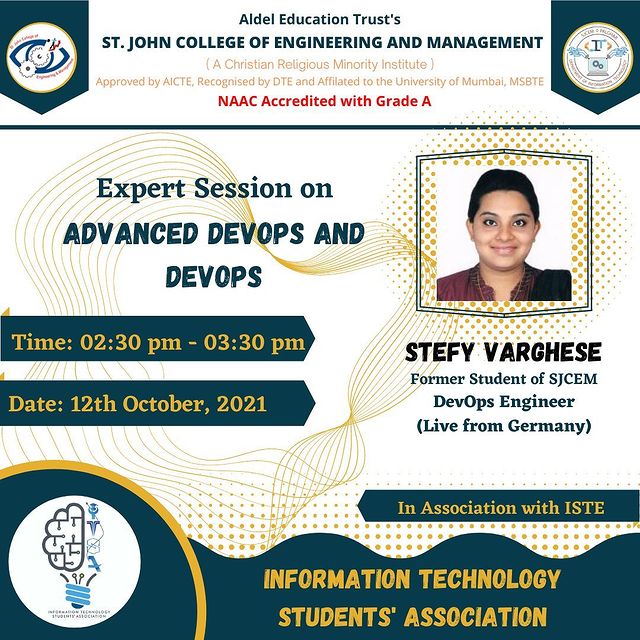 Aldel Education Trust's
ST. JOHN COLLEGE OF ENGINEERING AND MANAGEMENT
( A Christian Religious Minority Institute )
Approved by AICTE, Recognised by DTE and Affilated to the University of Mumbai, MSBTE
NAAC Accredited with Grade A
Expert Session on
ADVANCED DEVOPS AND
DEVOPS
Time: 02:30 pm - 03:30 pm
Date: 12th October, 2021
STEFY VARGHESE
Former Student of SJCEM
DevOps Engineer
(Live from Germany)
In Association with ISTE
INFORMATION TECHNOLOGY
STUDENTS' ASSOCIATION
INFORMATION TECHNOLOGY
STUDENTS' ASSOCIATION